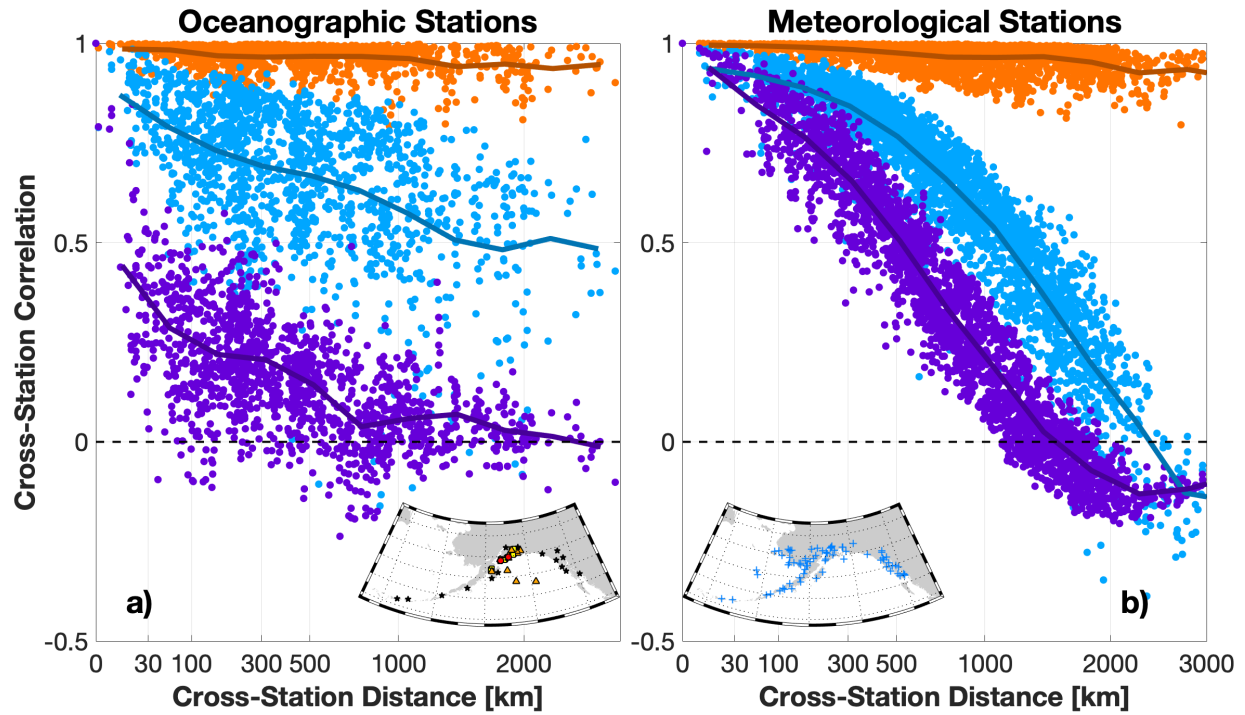 Oceanographic Stations
Meteorological Stations
Cross-Station Correlation
1
0.5
0
-0.5
a)
0 30 100 300 500 1000 2000
Cross-Station Distance [km]
1
0.5
0
-0.5
b)
0 30 100 300 500 1000 2000 3000
Cross-Station Distance [km]